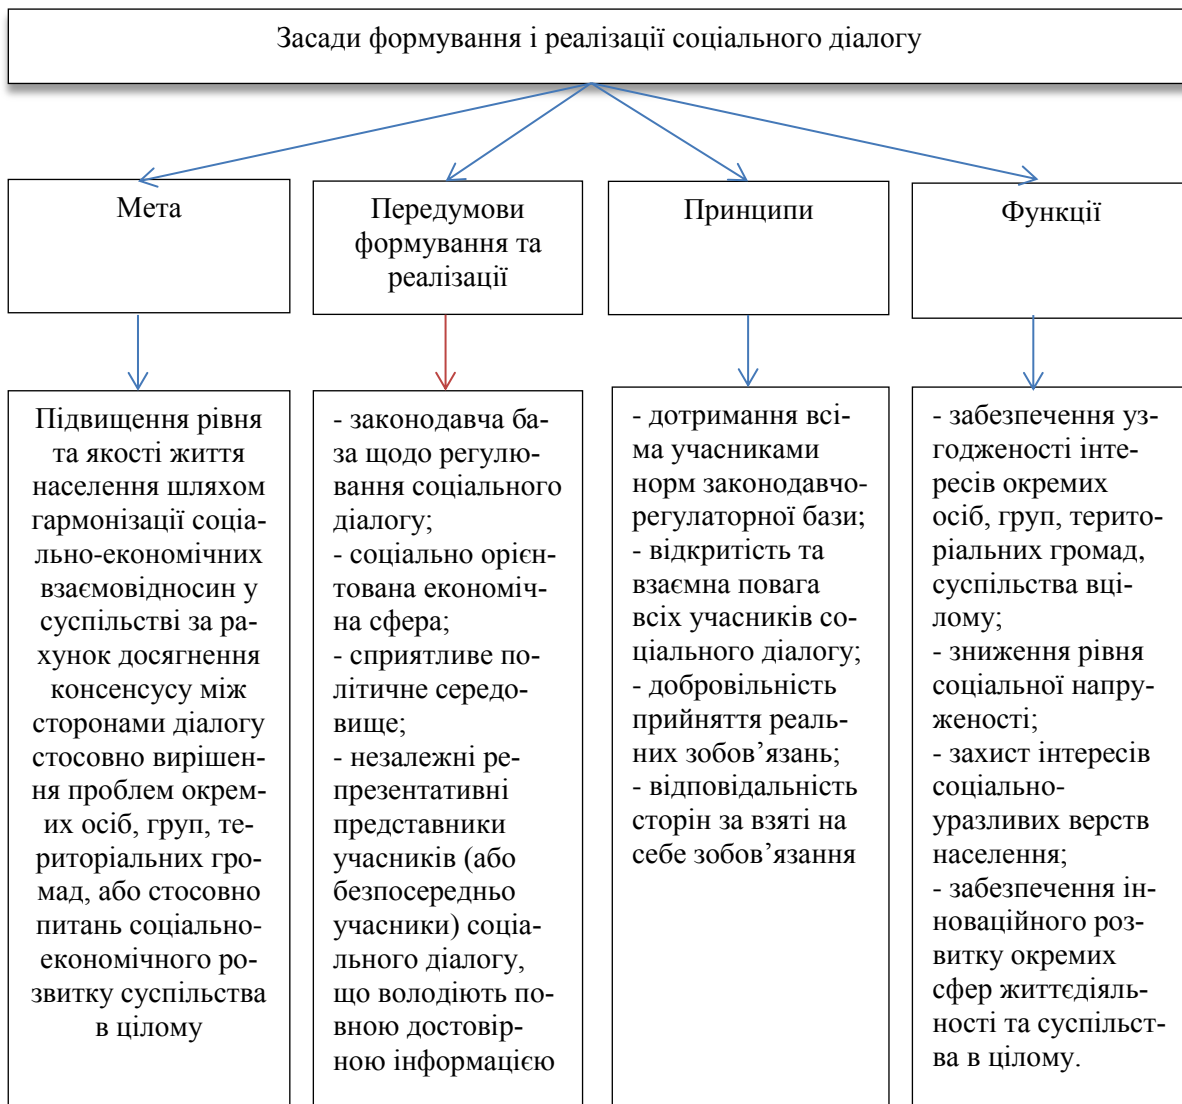 Засади формування і реалізації соціального діалогу
Мета
Передумови
формування та
реалізації
Принципи
Функції
Підвищення рівня
та якості життя
населення шляхом
гармонізації соціа-
льно-економічних
взаємовідносин у
суспільстві за ра-
хунок досягнення
консенсусу між
сторонами діалогу
стосовно вирішен-
ня проблем окрем-
их осіб, груп, те-
риторіальних гро-
мад, або стосовно
питань соціально-
економічного ро-
звитку суспільства
в цілому
- законодавча ба-
за щодо регулю-
вання соціального
діалогу;
- соціально орієн-
тована економіч-
на сфера;
- сприятливе по-
літичне середо-
вище;
- незалежні ре-
презентативні
представники
учасників (або
безпосередньо
учасники) соціа-
льного діалогу,
що володіють по-
вною достовір-
ною інформацією
- дотримання всі-
ма учасниками
норм законодавчо-
регуляторної бази;
- відкритість та
взаємна повага
всіх учасників со-
ціального діалогу;
- добровільність
прийняття реаль-
них зобов’язань;
- відповідальність
сторін за взяті на
себе зобов’язання
- забезпечення уз-
годженості інте-
ресів окремих
осіб, груп, терито-
ріальних громад,
суспільства вці-
лому;
- зниження рівня
соціальної напру-
женості;
- захист інтересів
соціально-
уразливих верств
населення;
- забезпечення ін-
новаційного роз-
витку окремих
сфер життєдіяль-
ності та суспільст-
ва в цілому.